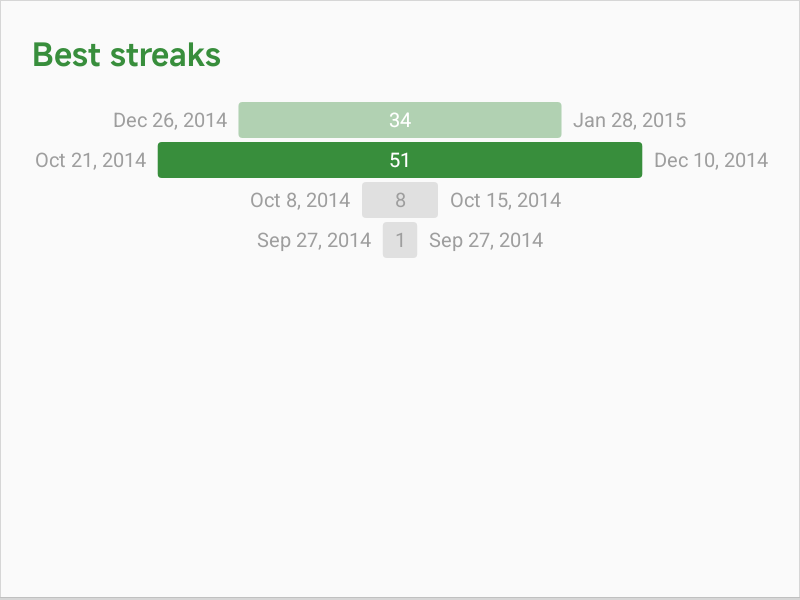 Best streaks
Dec 26, 2014 34 Jan 28, 2015
Oct 21, 2014 51 Dec 10, 2014
Oct 8, 2014 8 Oct 15, 2014
Sep 27, 2014 1 Sep 27, 2014